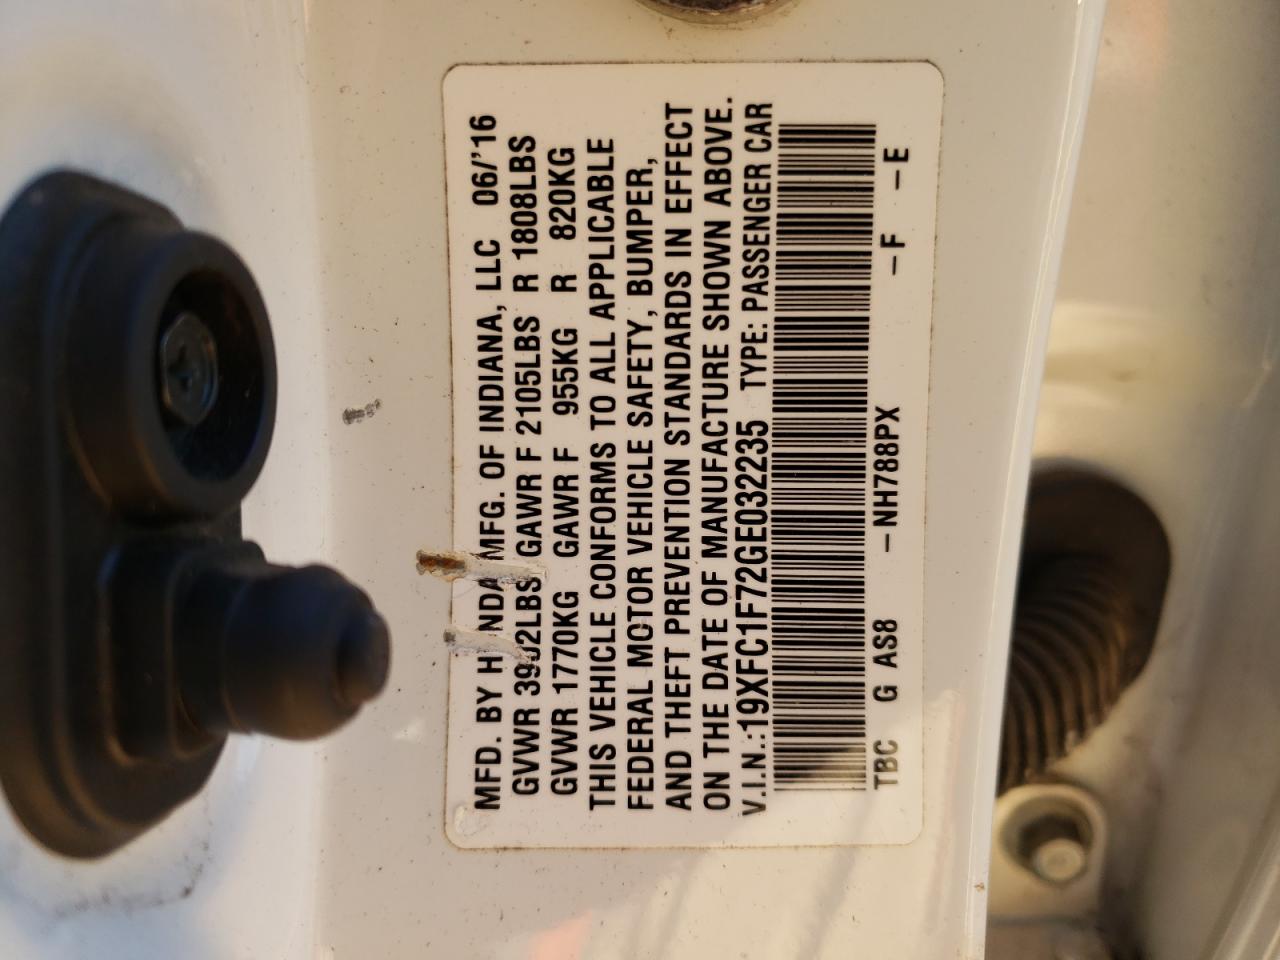 MFD. BY HONDA MFG. OF INDIANA, LLC 06/'16
GVWR 3902LBS GAWR F 2105LBS R 1808LBS
GVWR 1770KG GAWR F 955KG R 820KG
THIS VEHICLE CONFORMS TO ALL APPLICABLE
FEDERAL MOTOR VEHICLE SAFETY, BUMPER,
AND THEFT PREVENTION STANDARDS IN EFFECT
ON THE DATE OF MANUFACTURE SHOWN ABOVE.
V.I.N.:19XFC1F72GE032235 TYPE: PASSENGER CAR
TBC G AS8 –NH788PX –F –E